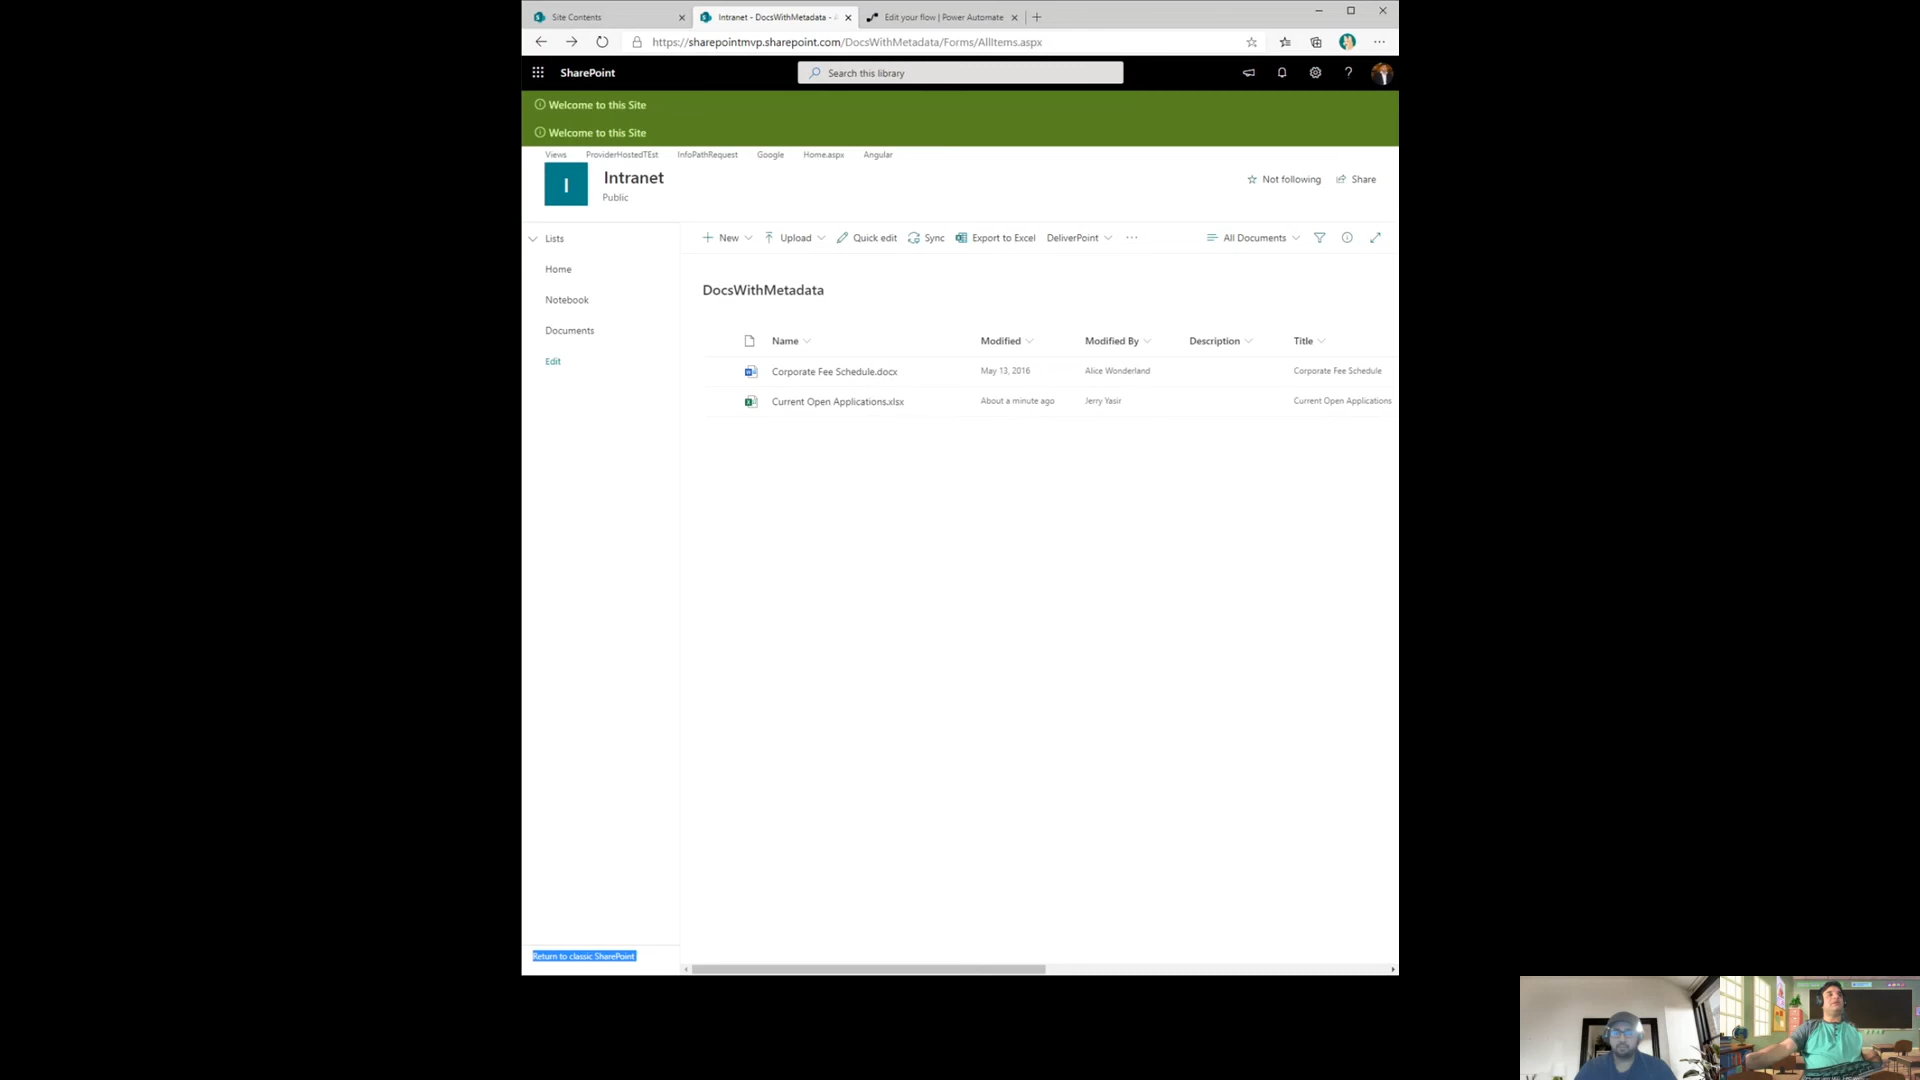 Site Contents
Intranet - DocsWithMetadata -
Edit your flow | Power Automate
https://sharepointmvp.sharepoint.com/DocsWithMetadata/Forms/AllItems.aspx
SharePoint
Search this library
?
Welcome to this Site
Welcome to this Site
Views ProviderHostedTEst InfoPathRequest Google Home.aspx Angular
I
Intranet
Public
Not following
Share
Lists
Home
Notebook
Documents
Edit
New Upload Quick edit Sync Export to Excel DeliverPoint ... All Documents
DocsWithMetadata
Name Modified Modified By Description Title
Corporate Fee Schedule.docx May 13, 2016 Alice Wonderland Corporate Fee Schedule
Current Open Applications.xlsx About a minute ago Jerry Yasir Current Open Applications
Return to classic SharePoint